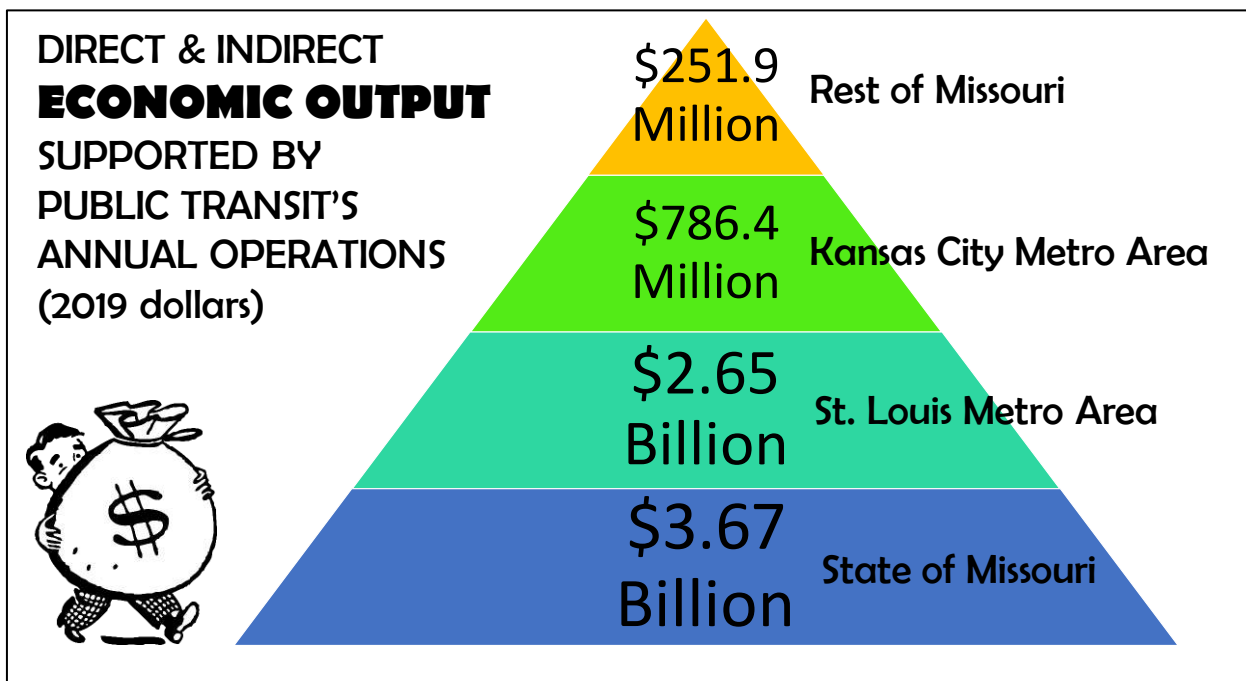 DIRECT & INDIRECT
ECONOMIC OUTPUT
SUPPORTED BY
PUBLIC TRANSIT’S
ANNUAL OPERATIONS
(2019 dollars)
$251.9
Million
Rest of Missouri
$786.4
Million
Kansas City Metro Area
$2.65
Billion
St. Louis Metro Area
$3.67
Billion
State of Missouri
$